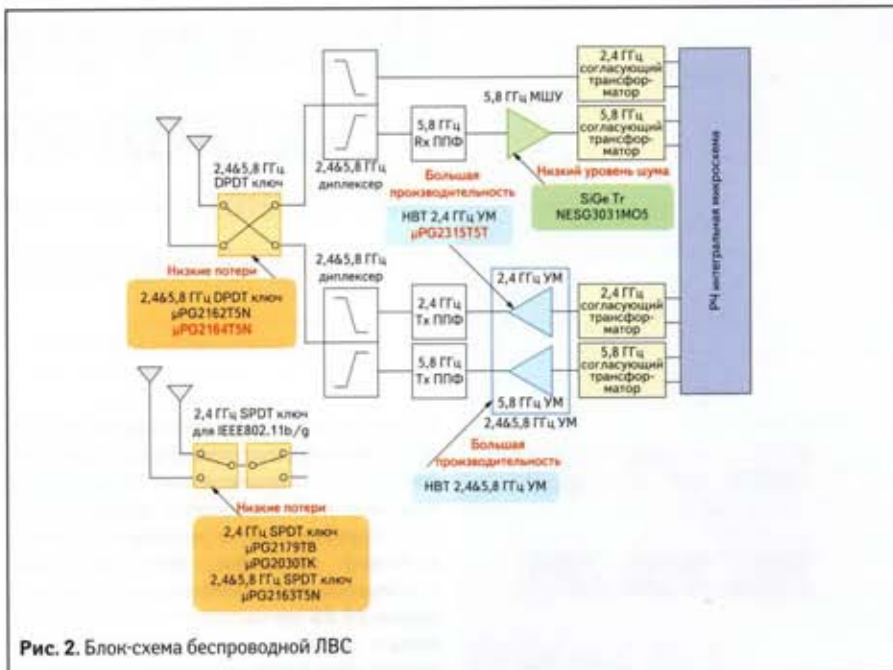 2,4 ГГц
согласующий
трансфор-
матор
5,8 ГГц МШУ
5,8 ГГц
Rx ППФ
5,8 ГГц
согласующий
трансфор-
матор
2,4&5,8 ГГц
DPDT ключ
2,4&5,8 ГГц
диплексер
Большая
производительность
HBT 2,4 ГГц УМ
µPG2315T5T
Низкий уровень шума
SiGe Tr
NESG3031MO5
РЧ интегральная микросхема
Низкие потери
2,4&5,8 ГГц DPDT ключ
µPG2162T5N
µPG2164T5N
2,4&5,8 ГГц
диплексер
2,4 ГГц
Tx ППФ
2,4 ГГц УМ
2,4 ГГц
согласующий
трансфор-
матор
5,8 ГГц
Tx ППФ
5,8 ГГц УМ
2,4&5,8 ГГц УМ
5,8 ГГц
согласующий
трансфор-
матор
2,4 ГГц SPDT ключ
для IEEE802.11b/g
Большая
производительность
HBT 2,4&5,8 ГГц УМ
Низкие потери
2,4 ГГц SPDT ключ
µPG2179TB
µPG2030TK
2,4&5,8 ГГц SPDT ключ
µPG2163T5N
Рис. 2. Блок-схема беспроводной ЛВС